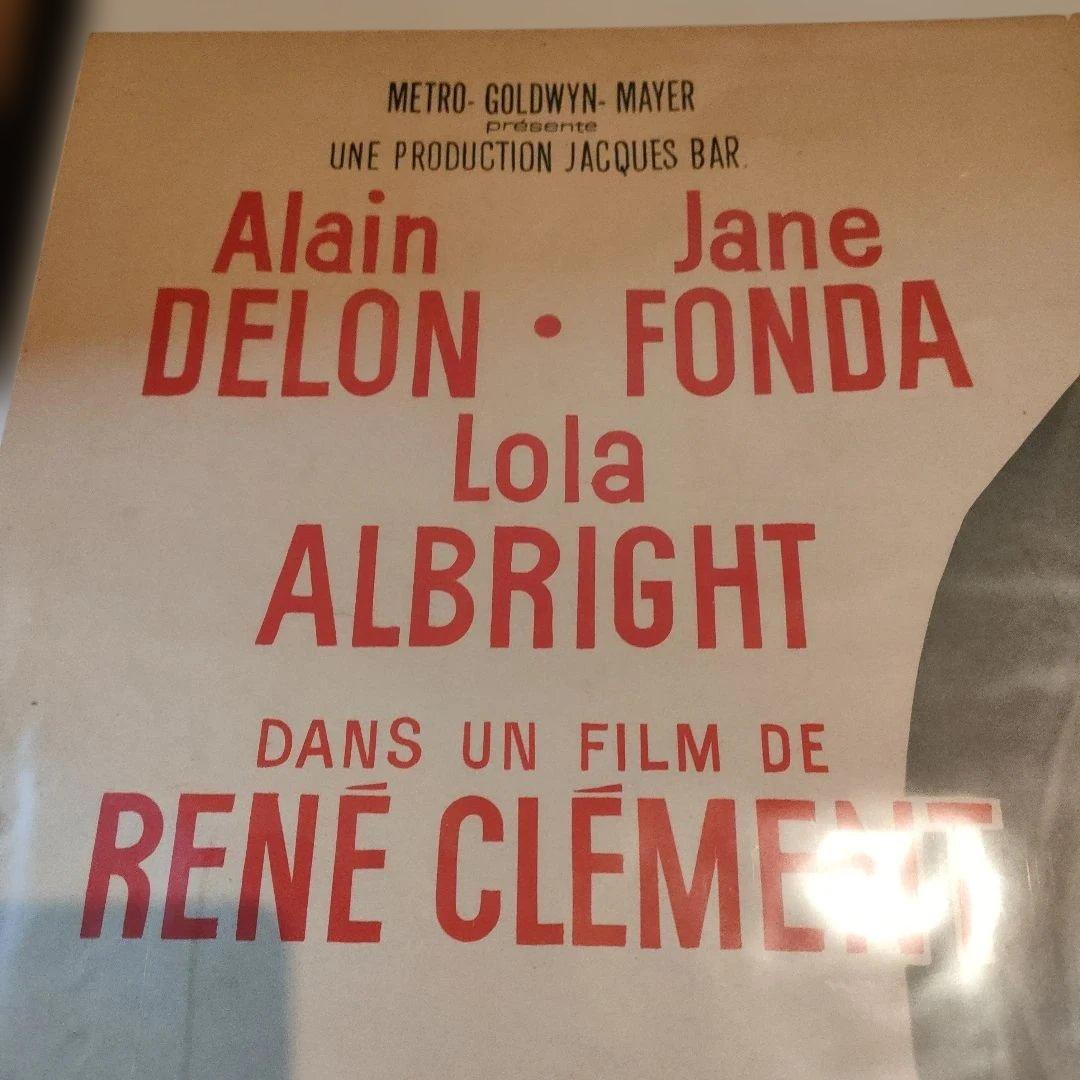 METRO- GOLDWYN- MAYER
présente
UNE PRODUCTION JACQUES BAR.
Alain Jane
DELON • FONDA
Lola
ALBRIGHT
DANS UN FILM DE
RENÉ CLÉMENT